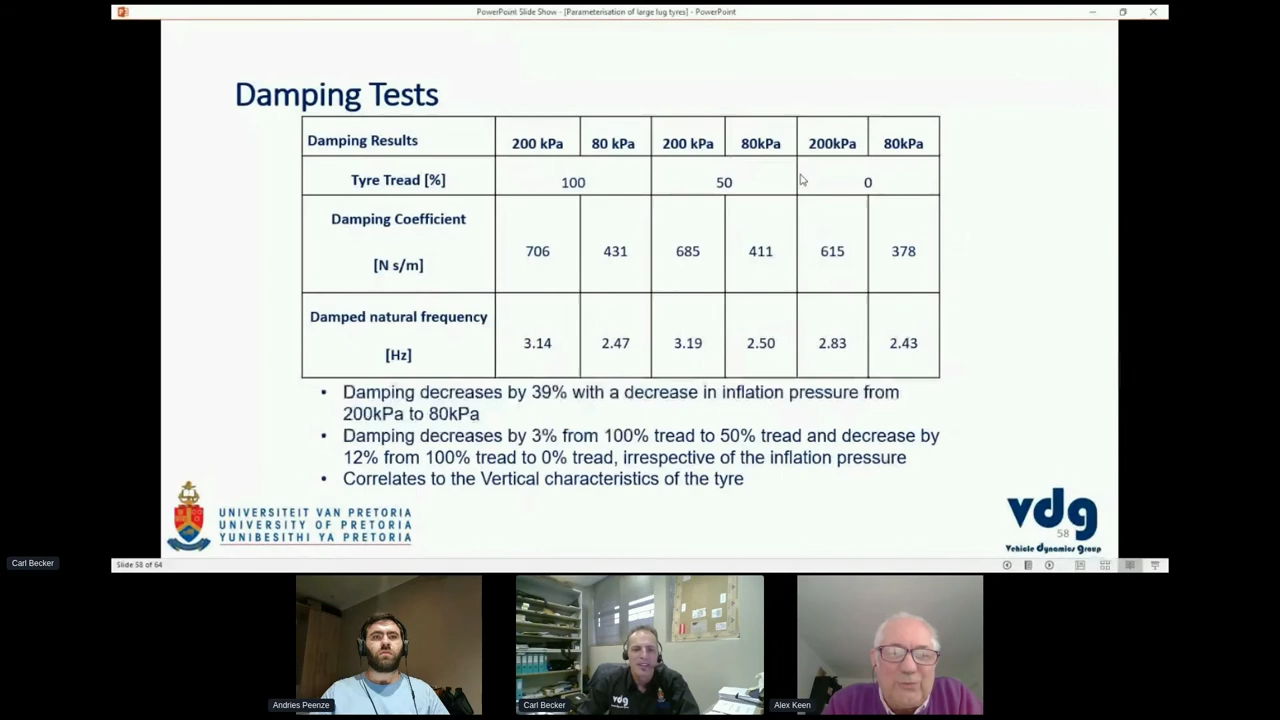 PowerPoint Slide Show - [Parameterisation of large lug tyres] - PowerPoint
Damping Tests
Damping Results 200 kPa 80 kPa 200 kPa 80kPa 200kPa 80kPa
Tyre Tread [%] 100 50 0
Damping Coefficient
[N s/m]
706 431 685 411 615 378
Damped natural frequency
[Hz]
3.14 2.47 3.19 2.50 2.83 2.43
• Damping decreases by 39% with a decrease in inflation pressure from
200kPa to 80kPa
• Damping decreases by 3% from 100% tread to 50% tread and decrease by
12% from 100% tread to 0% tread, irrespective of the inflation pressure
• Correlates to the Vertical characteristics of the tyre
UNIVERSITEIT VAN PRETORIA
UNIVERSITY OF PRETORIA
YUNIBESITHI YA PRETORIA
vdg
58
Vehicle Dynamics Group
Carl Becker
Slide 58 of 64
vdg
Andries Peenze
Carl Becker
Alex Keen